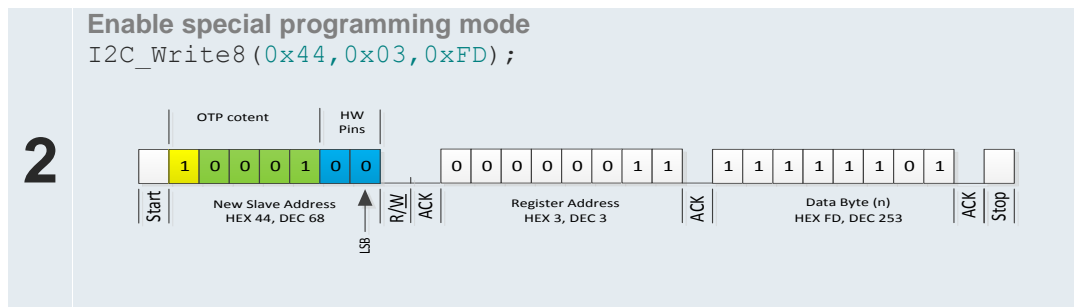 Enable special programming mode
I2C_Write8(0x44,0x03,0xFD);
OTP cotent
HW
Pins
2
1 0 0 0 1 0 0
0 0 0 0 0 0 1 1
1 1 1 1 1 1 0 1
Start
New Slave Address
HEX 44, DEC 68
R/W
ACK
Register Address
HEX 3, DEC 3
ACK
Data Byte (n)
HEX FD, DEC 253
ACK
Stop
LSB